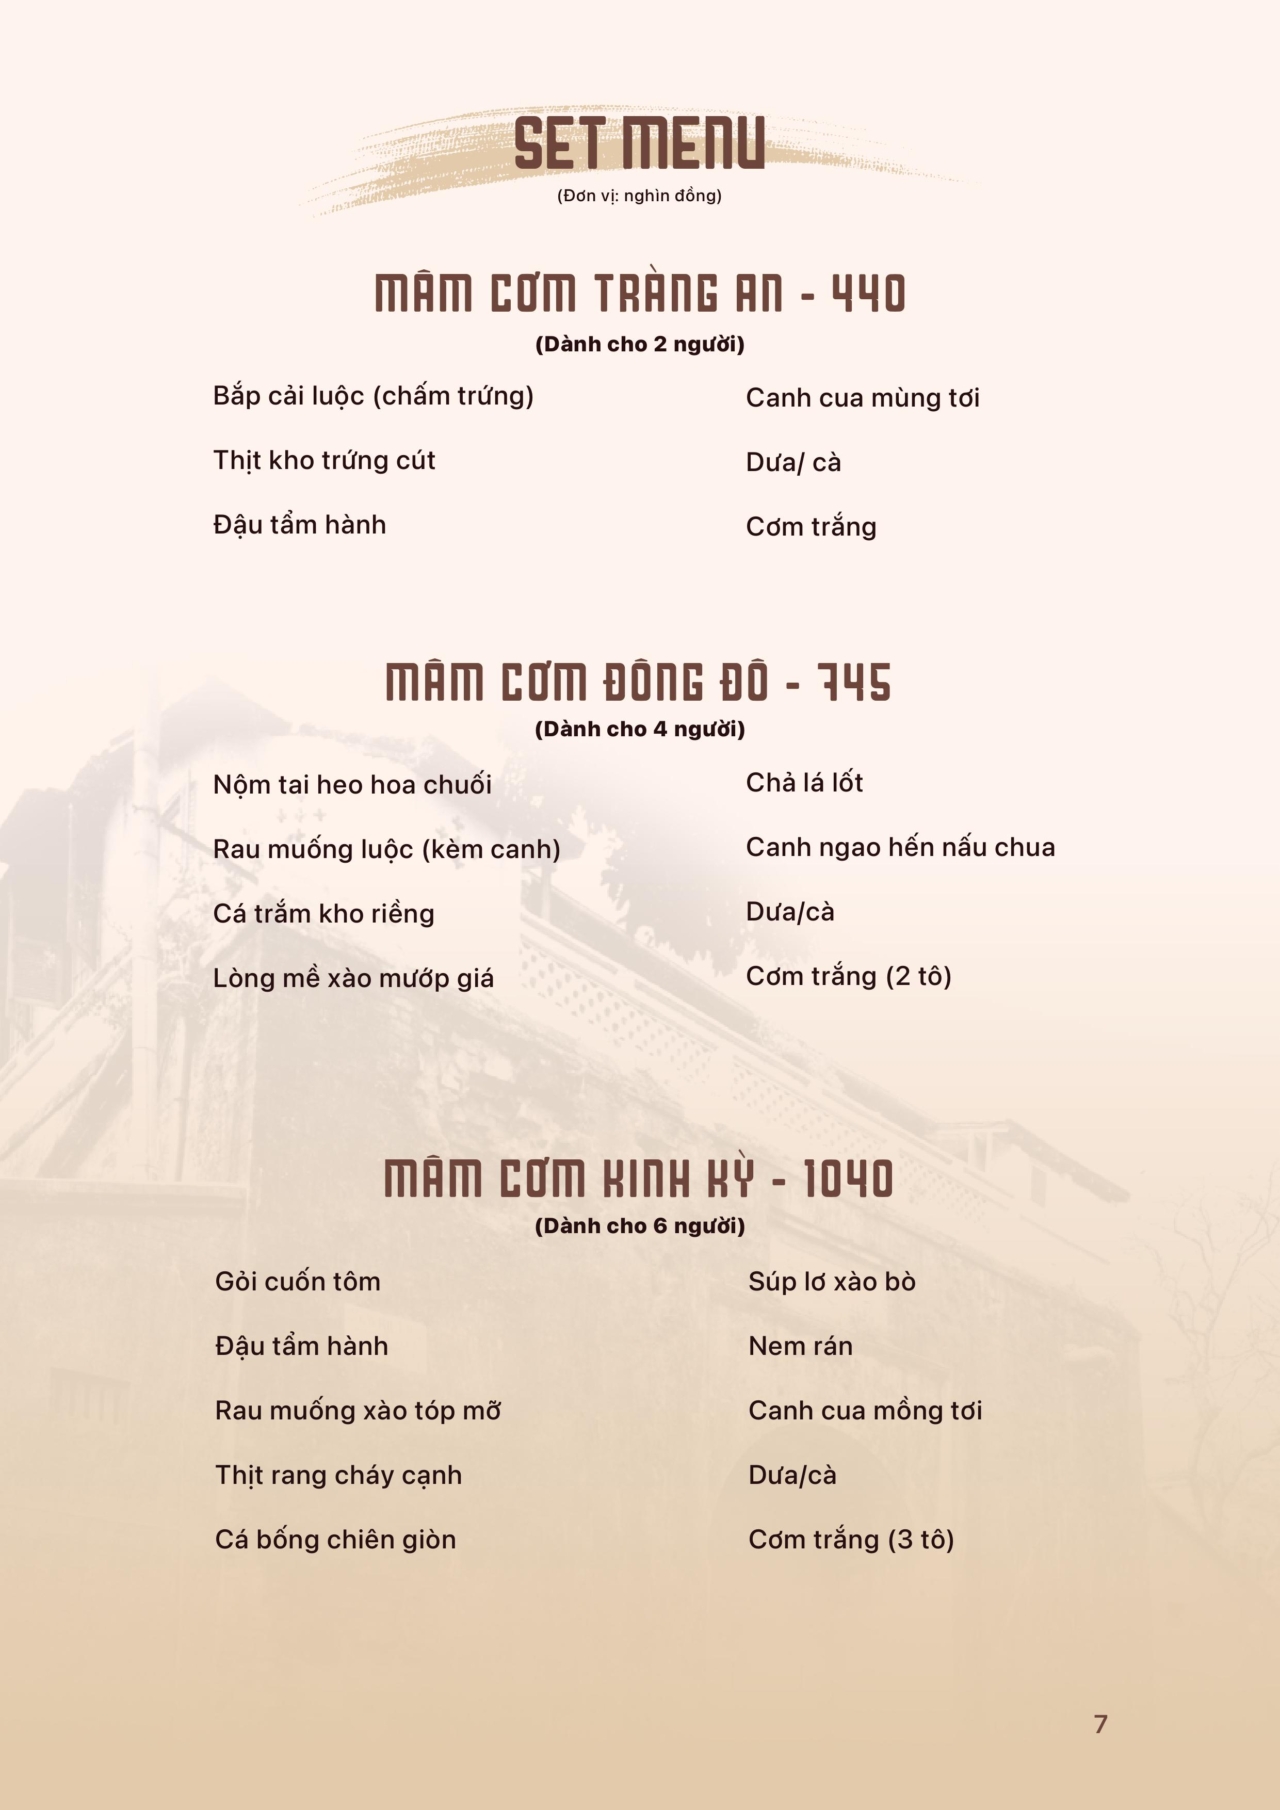 SET MENU
(Đơn vị: nghìn đồng)
MÂM CƠM TRÀNG AN - 440
(Dành cho 2 người)
Bắp cải luộc (chấm trứng)
Thịt kho trứng cút
Đậu tẩm hành
Canh cua mùng tơi
Dưa/ cà
Cơm trắng
MÂM CƠM ĐÔNG ĐÔ - 745
(Dành cho 4 người)
Nộm tai heo hoa chuối
Rau muống luộc (kèm canh)
Cá trắm kho riềng
Lòng mề xào mướp giá
Chả lá lốt
Canh ngao hến nấu chua
Dưa/cà
Cơm trắng (2 tô)
MÂM CƠM KINH KỲ - 1040
(Dành cho 6 người)
Gỏi cuốn tôm
Đậu tẩm hành
Rau muống xào tóp mỡ
Thịt rang cháy cạnh
Cá bống chiên giòn
Súp lơ xào bò
Nem rán
Canh cua mồng tơi
Dưa/cà
Cơm trắng (3 tô)
7